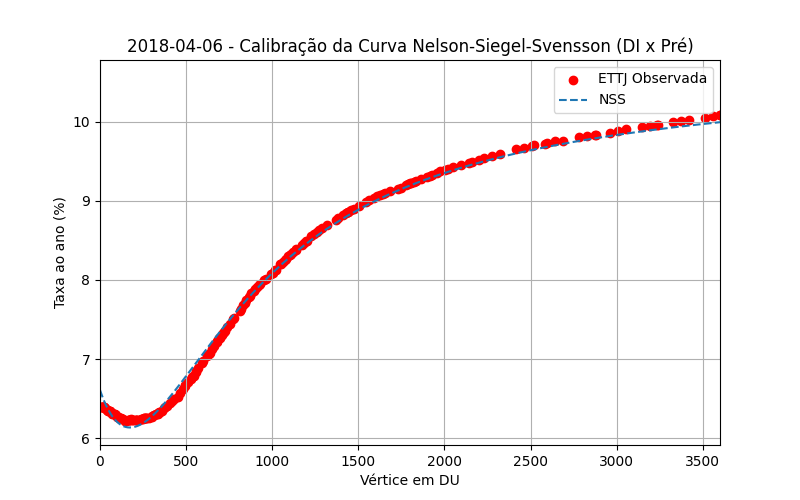 2018-04-06 - Calibração da Curva Nelson-Siegel-Svensson (DI x Pré)
ETTJ Observada
NSS
Taxa ao ano (%)
10
9
8
7
6
0 500 1000 1500 2000 2500 3000 3500
Vértice em DU